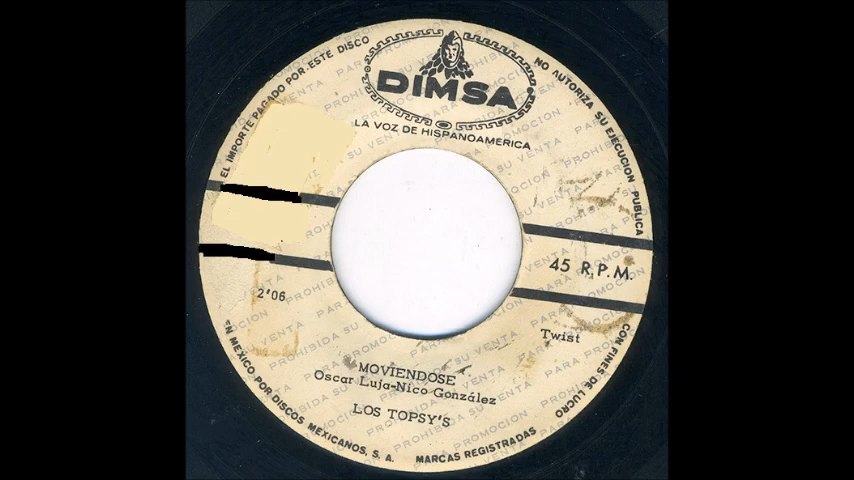 DIMSA
LA VOZ DE HISPANOAMERICA
EL IMPORTE PAGADO POR ESTE DISCO
NO AUTORIZA SU EJECUCION PUBLICA
CON FINES DE LUCRO
45 R.P.M.
2'06
Twist
MOVIENDOSE
Oscar Luja-Nico González
LOS TOPSY'S
EN MEXICO POR DISCOS MEXICANOS, S. A.
MARCAS REGISTRADAS
PARA PROMOCION PROHIBIDA SU VENTA